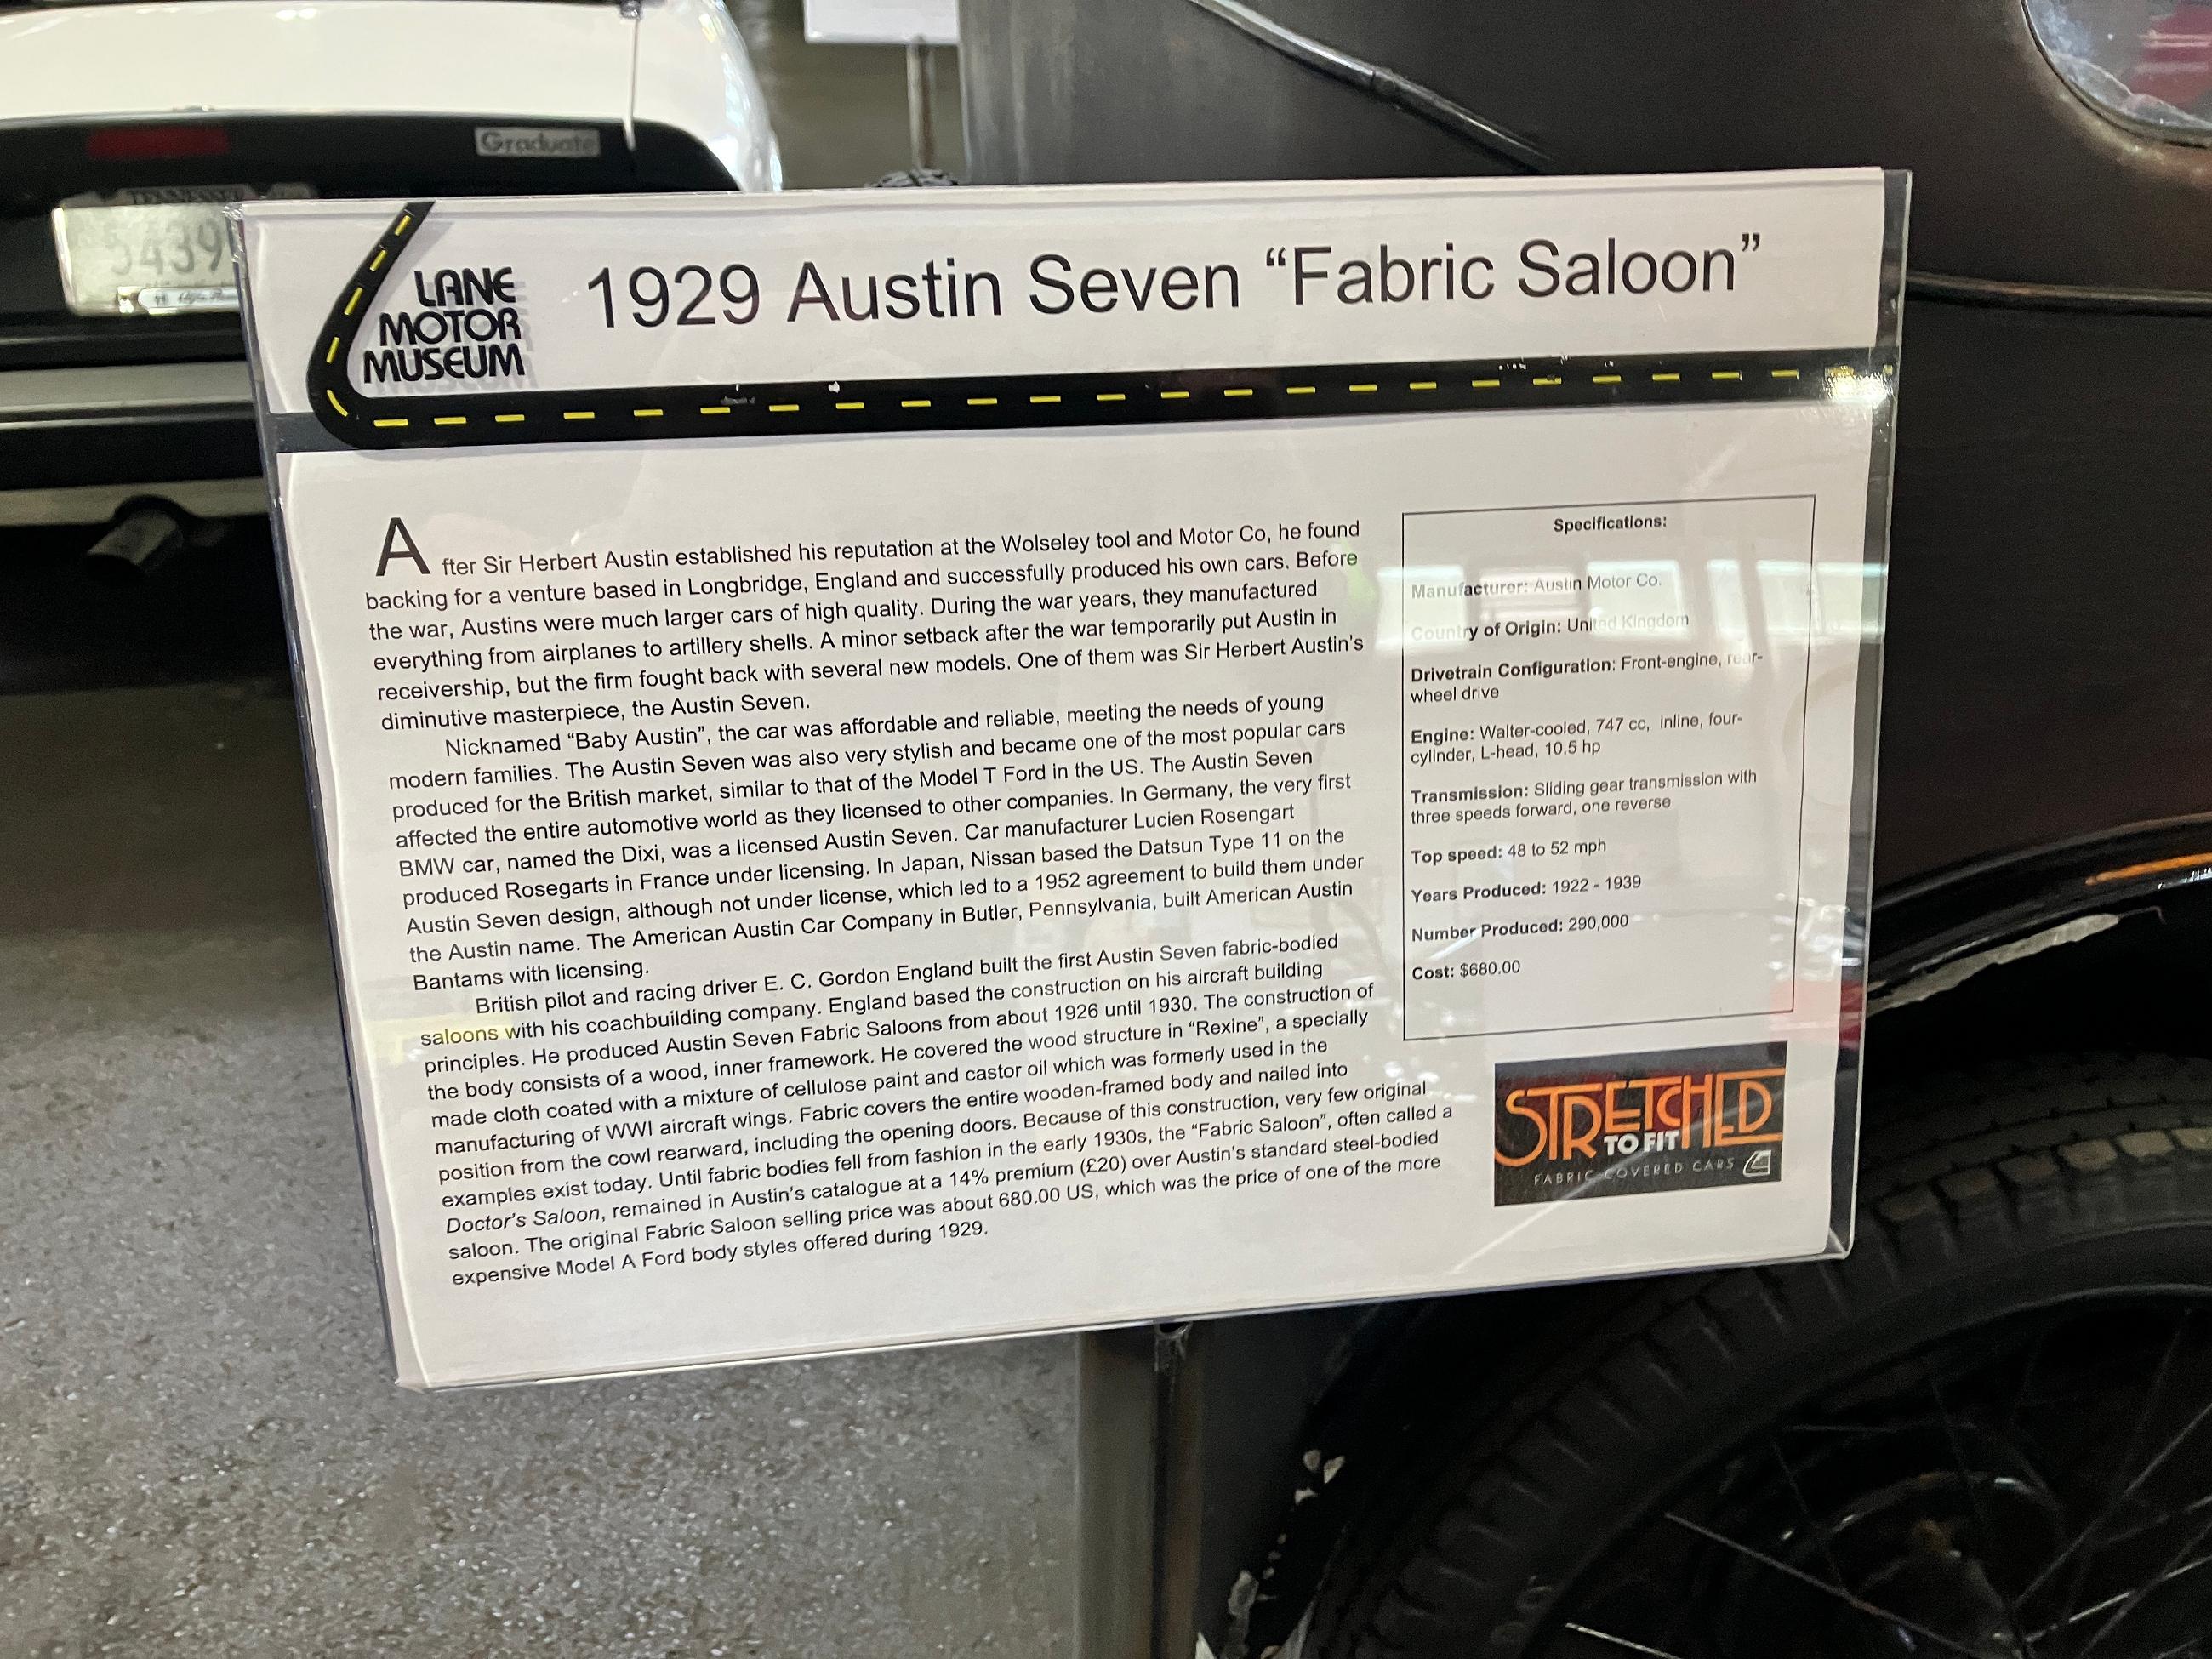 Graduate
5439
LANE
MOTOR
MUSEUM
1929 Austin Seven “Fabric Saloon”
After Sir Herbert Austin established his reputation at the Wolseley tool and Motor Co, he found
backing for a venture based in Longbridge, England and successfully produced his own cars. Before
the war, Austins were much larger cars of high quality. During the war years, they manufactured
everything from airplanes to artillery shells. A minor setback after the war temporarily put Austin in
receivership, but the firm fought back with several new models. One of them was Sir Herbert Austin's
diminutive masterpiece, the Austin Seven.
Nicknamed “Baby Austin”, the car was affordable and reliable, meeting the needs of young
modern families. The Austin Seven was also very stylish and became one of the most popular cars
produced for the British market, similar to that of the Model T Ford in the US. The Austin Seven
affected the entire automotive world as they licensed to other companies. In Germany, the very first
BMW car, named the Dixi, was a licensed Austin Seven. Car manufacturer Lucien Rosengart
produced Rosegarts in France under licensing. In Japan, Nissan based the Datsun Type 11 on the
Austin Seven design, although not under license, which led to a 1952 agreement to build them under
the Austin name. The American Austin Car Company in Butler, Pennsylvania, built American Austin
Bantams with licensing.
British pilot and racing driver E. C. Gordon England built the first Austin Seven fabric-bodied
saloons with his coachbuilding company. England based the construction on his aircraft building
principles. He produced Austin Seven Fabric Saloons from about 1926 until 1930. The construction of
the body consists of a wood, inner framework. He covered the wood structure in “Rexine”, a specially
made cloth coated with a mixture of cellulose paint and castor oil which was formerly used in the
manufacturing of WWI aircraft wings. Fabric covers the entire wooden-framed body and nailed into
position from the cowl rearward, including the opening doors. Because of this construction, very few original
examples exist today. Until fabric bodies fell from fashion in the early 1930s, the “Fabric Saloon”, often called a
Doctor's Saloon, remained in Austin's catalogue at a 14% premium (£20) over Austin's standard steel-bodied
saloon. The original Fabric Saloon selling price was about 680.00 US, which was the price of one of the more
expensive Model A Ford body styles offered during 1929.
Specifications:
Manufacturer: Austin Motor Co.
Country of Origin: United Kingdom
Drivetrain Configuration: Front-engine, rear-
wheel drive
Engine: Walter-cooled, 747 cc, inline, four-
cylinder, L-head, 10.5 hp
Transmission: Sliding gear transmission with
three speeds forward, one reverse
Top speed: 48 to 52 mph
Years Produced: 1922 - 1939
Number Produced: 290,000
Cost: $680.00
STRETCHED
TO FIT
FABRIC COVERED CARS